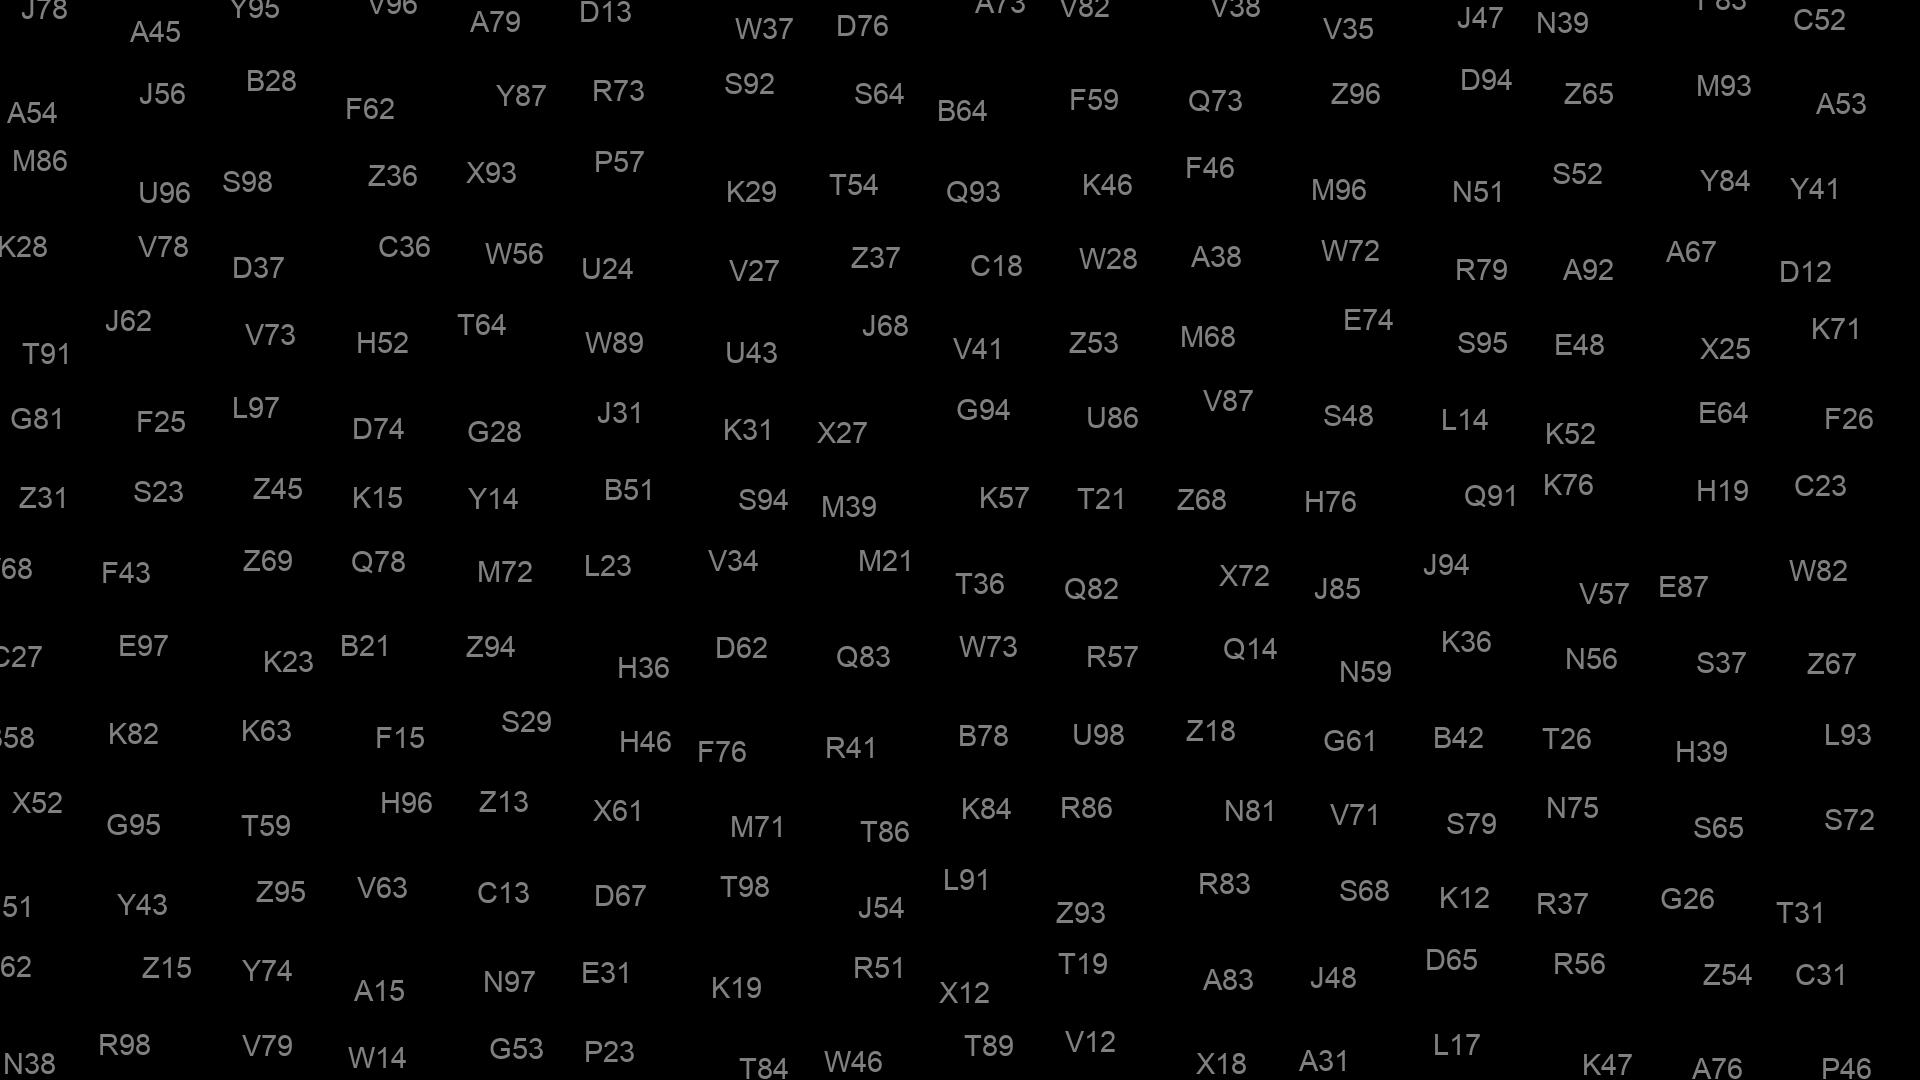 J78 A45 Y95 V96 A79 D13 W37 D76 A73 V82 V38 V35 J47 N39 F83 C52
A54 J56 B28 F62 Y87 R73 S92 S64 B64 F59 Q73 Z96 D94 Z65 M93 A53
M86 U96 S98 Z36 X93 P57 K29 T54 Q93 K46 F46 M96 N51 S52 Y84 Y41
K28 V78 D37 C36 W56 U24 V27 Z37 C18 W28 A38 W72 R79 A92 A67 D12
T91 J62 V73 H52 T64 W89 U43 J68 V41 Z53 M68 E74 S95 E48 X25 K71
G81 F25 L97 D74 G28 J31 K31 X27 G94 U86 V87 S48 L14 K52 E64 F26
Z31 S23 Z45 K15 Y14 B51 S94 M39 K57 T21 Z68 H76 Q91 K76 H19 C23
68 F43 Z69 Q78 M72 L23 V34 M21 T36 Q82 X72 J85 J94 V57 E87 W82
C27 E97 K23 B21 Z94 H36 D62 Q83 W73 R57 Q14 N59 K36 N56 S37 Z67
58 K82 K63 F15 S29 H46 F76 R41 B78 U98 Z18 G61 B42 T26 H39 L93
X52 G95 T59 H96 Z13 X61 M71 T86 K84 R86 N81 V71 S79 N75 S65 S72
51 Y43 Z95 V63 C13 D67 T98 J54 L91 Z93 R83 S68 K12 R37 G26 T31
62 Z15 Y74 A15 N97 E31 K19 R51 X12 T19 A83 J48 D65 R56 Z54 C31
N38 R98 V79 W14 G53 P23 T84 W46 T89 V12 X18 A31 L17 K47 A76 P46